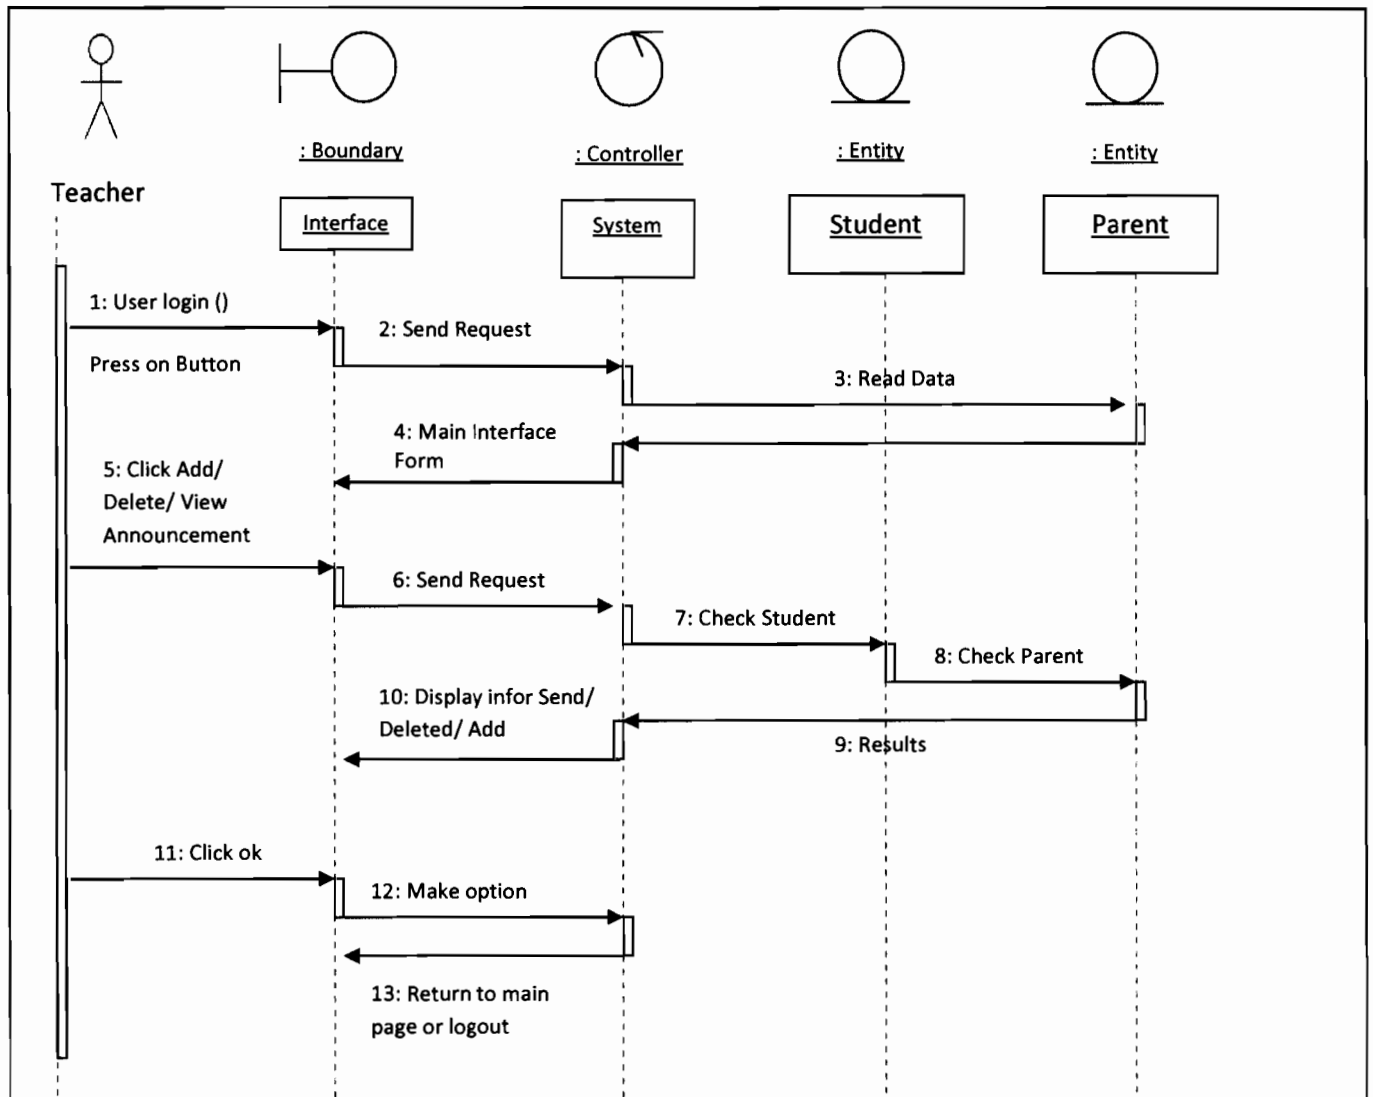 : Boundary
: Controller
: Entity
: Entity
Teacher
Interface
System
Student
Parent
1: User login ()
2: Send Request
Press on Button
3: Read Data
4: Main Interface
Form
5: Click Add/
Delete/ View
Announcement
6: Send Request
7: Check Student
8: Check Parent
10: Display infor Send/
Deleted/ Add
9: Results
11: Click ok
12: Make option
13: Return to main
page or logout